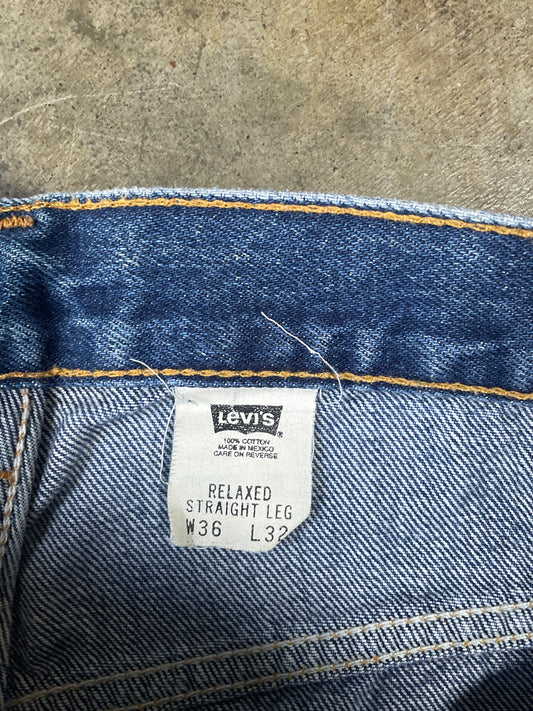 Levi's
®
100% COTTON
MADE IN MEXICO
CARE ON REVERSE
RELAXED
STRAIGHT LEG
W36 L32